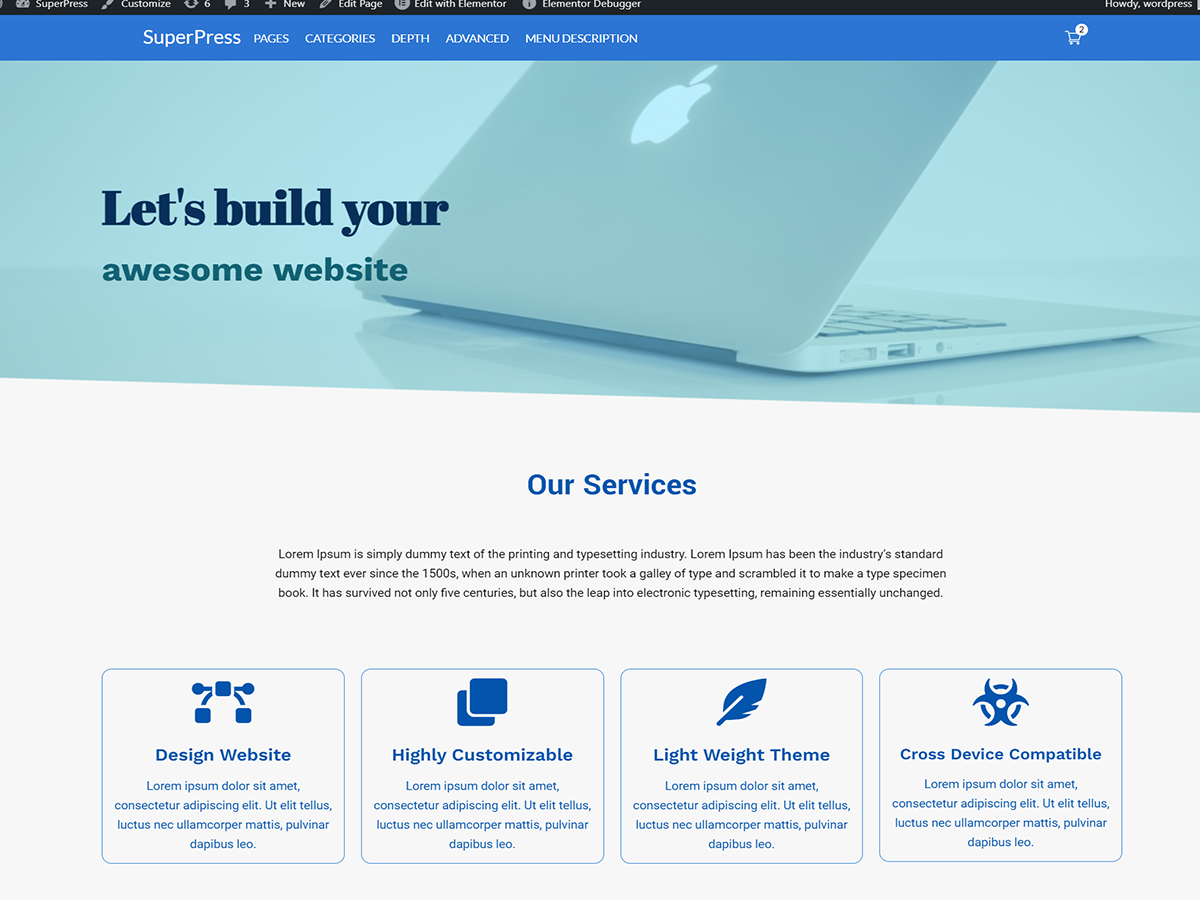 SuperPress Customize 6 3 New Edit Page Edit with Elementor Elementor Debugger Howdy, wordpress
SuperPress PAGES CATEGORIES DEPTH ADVANCED MENU DESCRIPTION 2
Let's build your
awesome website
Our Services
Lorem Ipsum is simply dummy text of the printing and typesetting industry. Lorem Ipsum has been the industry's standard
dummy text ever since the 1500s, when an unknown printer took a galley of type and scrambled it to make a type specimen
book. It has survived not only five centuries, but also the leap into electronic typesetting, remaining essentially unchanged.
Design Website
Lorem ipsum dolor sit amet,
consectetur adipiscing elit. Ut elit tellus,
luctus nec ullamcorper mattis, pulvinar
dapibus leo.
Highly Customizable
Lorem ipsum dolor sit amet,
consectetur adipiscing elit. Ut elit tellus,
luctus nec ullamcorper mattis, pulvinar
dapibus leo.
Light Weight Theme
Lorem ipsum dolor sit amet,
consectetur adipiscing elit. Ut elit tellus,
luctus nec ullamcorper mattis, pulvinar
dapibus leo.
Cross Device Compatible
Lorem ipsum dolor sit amet,
consectetur adipiscing elit. Ut elit tellus,
luctus nec ullamcorper mattis, pulvinar
dapibus leo.